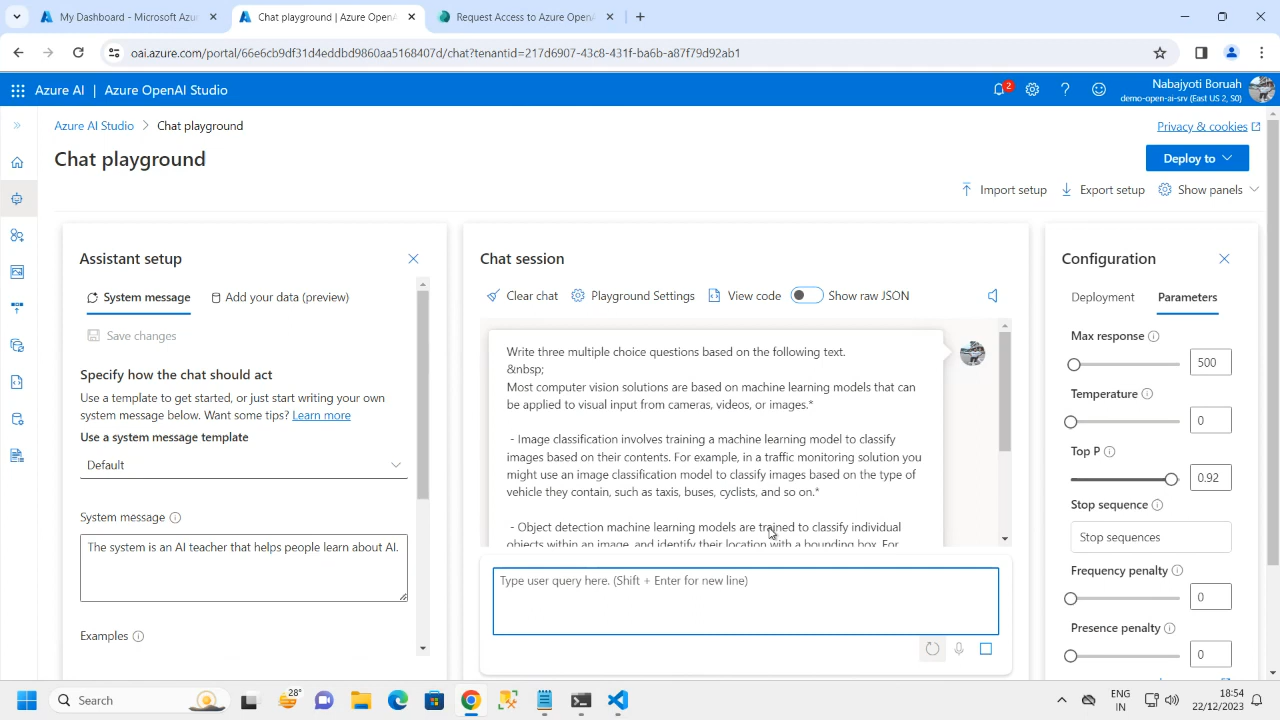 My Dashboard - Microsoft Azu
Chat playground | Azure OpenA
Request Access to Azure OpenA
oai.azure.com/portal/66e6cb9df31d4eddbd9860aa5168407d/chat?tenantid=217d6907-43c8-431f-ba6b-a87f79d92ab1
Azure AI | Azure OpenAI Studio
2
Nabajyoti Boruah
demo-open-ai-srv (East US 2, S0)
Azure AI Studio > Chat playground
Privacy & cookies
Chat playground
Deploy to
Import setup
Export setup
Show panels
Assistant setup
System message
Add your data (preview)
Save changes
Specify how the chat should act
Use a template to get started, or just start writing your own
system message below. Want some tips? Learn more
Use a system message template
Default
System message
The system is an AI teacher that helps people learn about AI.
Examples
Chat session
Clear chat
Playground Settings
View code
Show raw JSON
Write three multiple choice questions based on the following text.
&nbsp;
Most computer vision solutions are based on machine learning models that can
be applied to visual input from cameras, videos, or images.*
- Image classification involves training a machine learning model to classify
images based on their contents. For example, in a traffic monitoring solution you
might use an image classification model to classify images based on the type of
vehicle they contain, such as taxis, buses, cyclists, and so on.*
- Object detection machine learning models are trained to classify individual
objects within an image, and identify their location with a bounding box. For
Type user query here. (Shift + Enter for new line)
Configuration
Deployment
Parameters
Max response
500
Temperature
0
Top P
0.92
Stop sequence
Stop sequences
Frequency penalty
0
Presence penalty
0
Search
28°
ENG
IN
18:54
22/12/2023